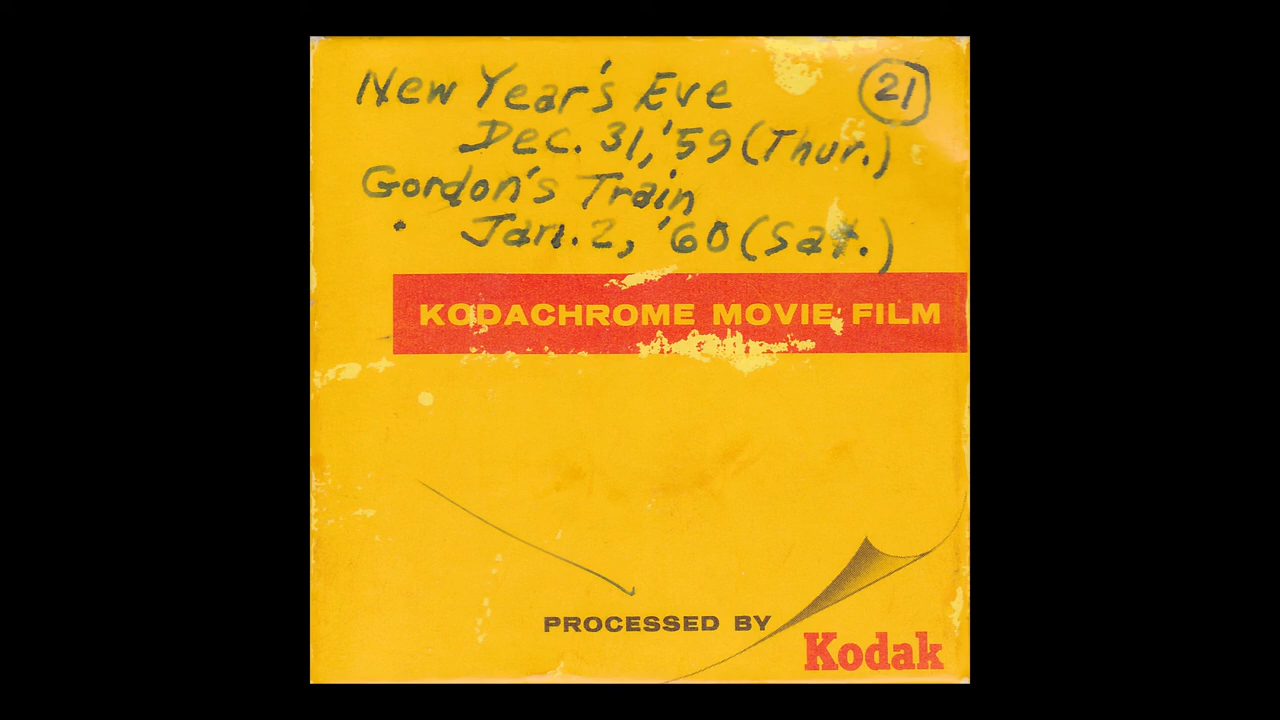 New Year's Eve
21
Dec. 31, '59 (Thur.)
Gordon's Train
Jan. 2, '60 (Sat.)
KODACHROME MOVIE FILM
PROCESSED BY
Kodak